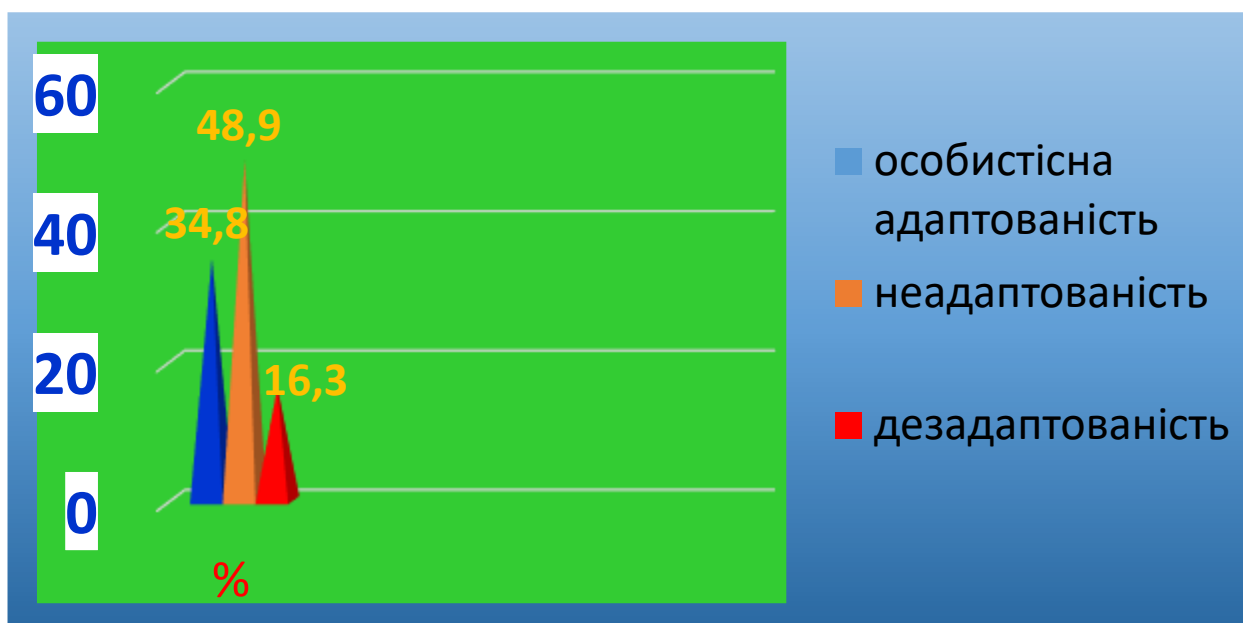 60
48,9
40
34,8
20
16,3
0
%
особистісна
адаптованість
неадаптованість
дезадаптованість